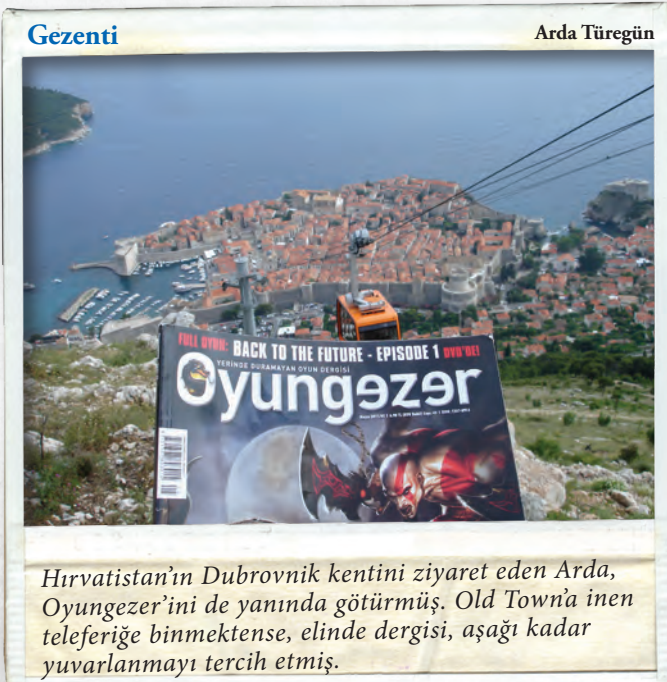 Gezenti
Arda Türegün
FULL OYUN: BACK TO THE FUTURE - EPISODE 1 DVD'DE!
YERİNDE DURAMAYAN OYUN DERGİSİ
Oyungezer
Hırvatistan'ın Dubrovnik kentini ziyaret eden Arda,
Oyungezer'ini de yanında götürmüş. Old Town'a inen
teleferiğe binmektense, elinde dergisi, aşağı kadar
yuvarlanmayı tercih etmiş.